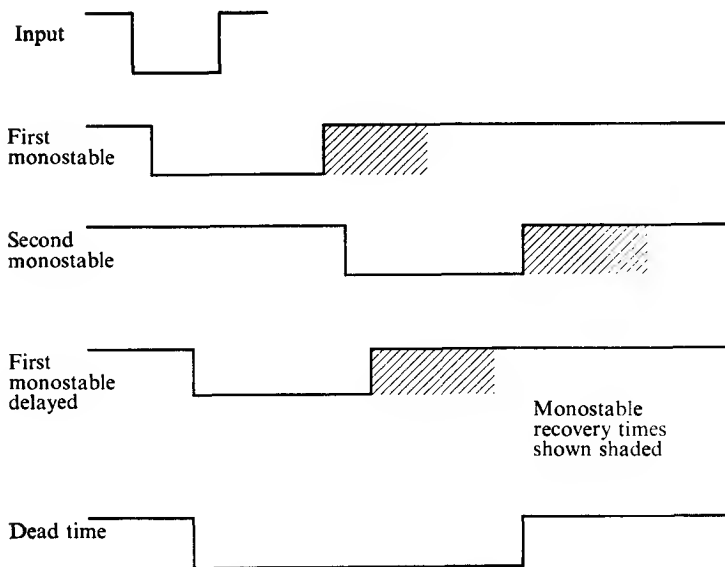 Input
First
monostable
Second
monostable
First
monostable
delayed
Monostable
recovery times
shown shaded
Dead time